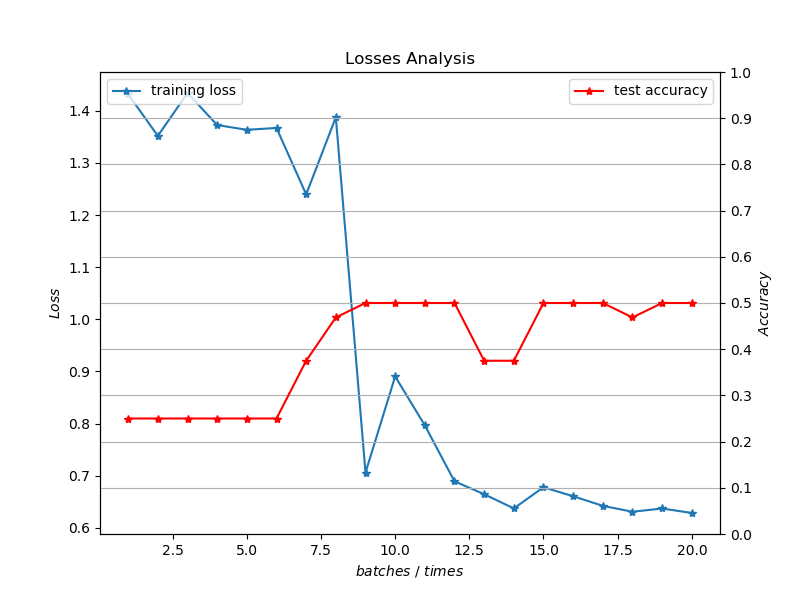 Losses Analysis
training loss
test accuracy
1.4
1.3
1.2
1.1
1.0
0.9
0.8
0.7
0.6
Loss
1.0
0.9
0.8
0.7
0.6
0.5
0.4
0.3
0.2
0.1
0.0
Accuracy
2.5 5.0 7.5 10.0 12.5 15.0 17.5 20.0
batches / times